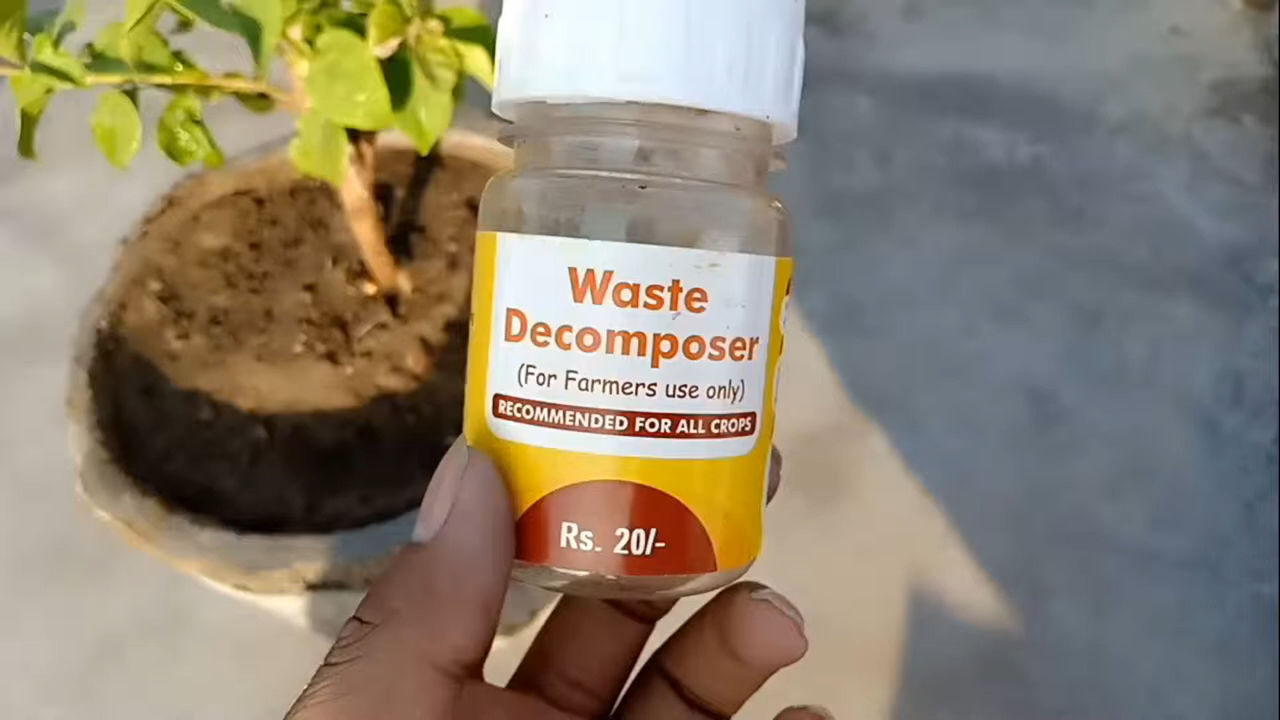 Waste
Decomposer
(For Farmers use only)
RECOMMENDED FOR ALL CROPS
Rs. 20/-